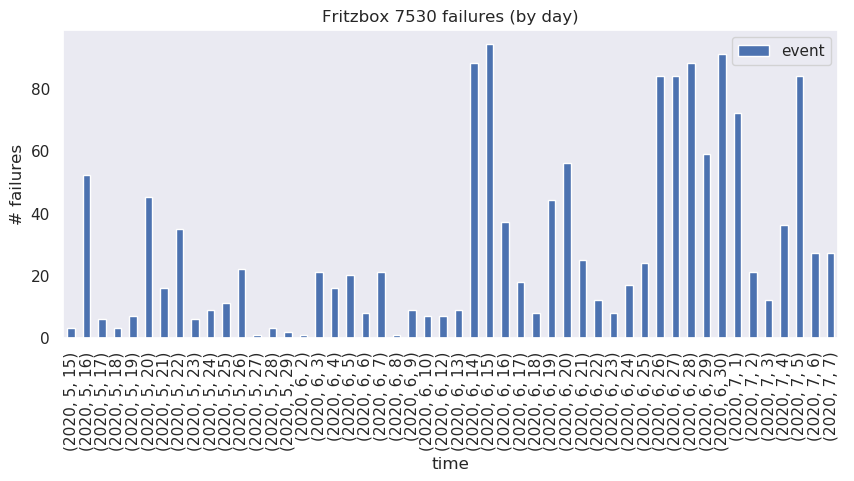 Fritzbox 7530 failures (by day)
event
# failures
80
60
40
20
0
(2020, 5, 15)
(2020, 5, 16)
(2020, 5, 17)
(2020, 5, 18)
(2020, 5, 19)
(2020, 5, 20)
(2020, 5, 21)
(2020, 5, 22)
(2020, 5, 23)
(2020, 5, 24)
(2020, 5, 25)
(2020, 5, 26)
(2020, 5, 27)
(2020, 5, 28)
(2020, 5, 29)
(2020, 6, 2)
(2020, 6, 3)
(2020, 6, 4)
(2020, 6, 5)
(2020, 6, 6)
(2020, 6, 7)
(2020, 6, 8)
(2020, 6, 9)
(2020, 6, 10)
(2020, 6, 12)
(2020, 6, 13)
(2020, 6, 14)
(2020, 6, 15)
(2020, 6, 16)
(2020, 6, 17)
(2020, 6, 18)
(2020, 6, 19)
(2020, 6, 20)
(2020, 6, 21)
(2020, 6, 22)
(2020, 6, 23)
(2020, 6, 24)
(2020, 6, 25)
(2020, 6, 26)
(2020, 6, 27)
(2020, 6, 28)
(2020, 6, 29)
(2020, 6, 30)
(2020, 7, 1)
(2020, 7, 2)
(2020, 7, 3)
(2020, 7, 4)
(2020, 7, 5)
(2020, 7, 6)
(2020, 7, 7)
time